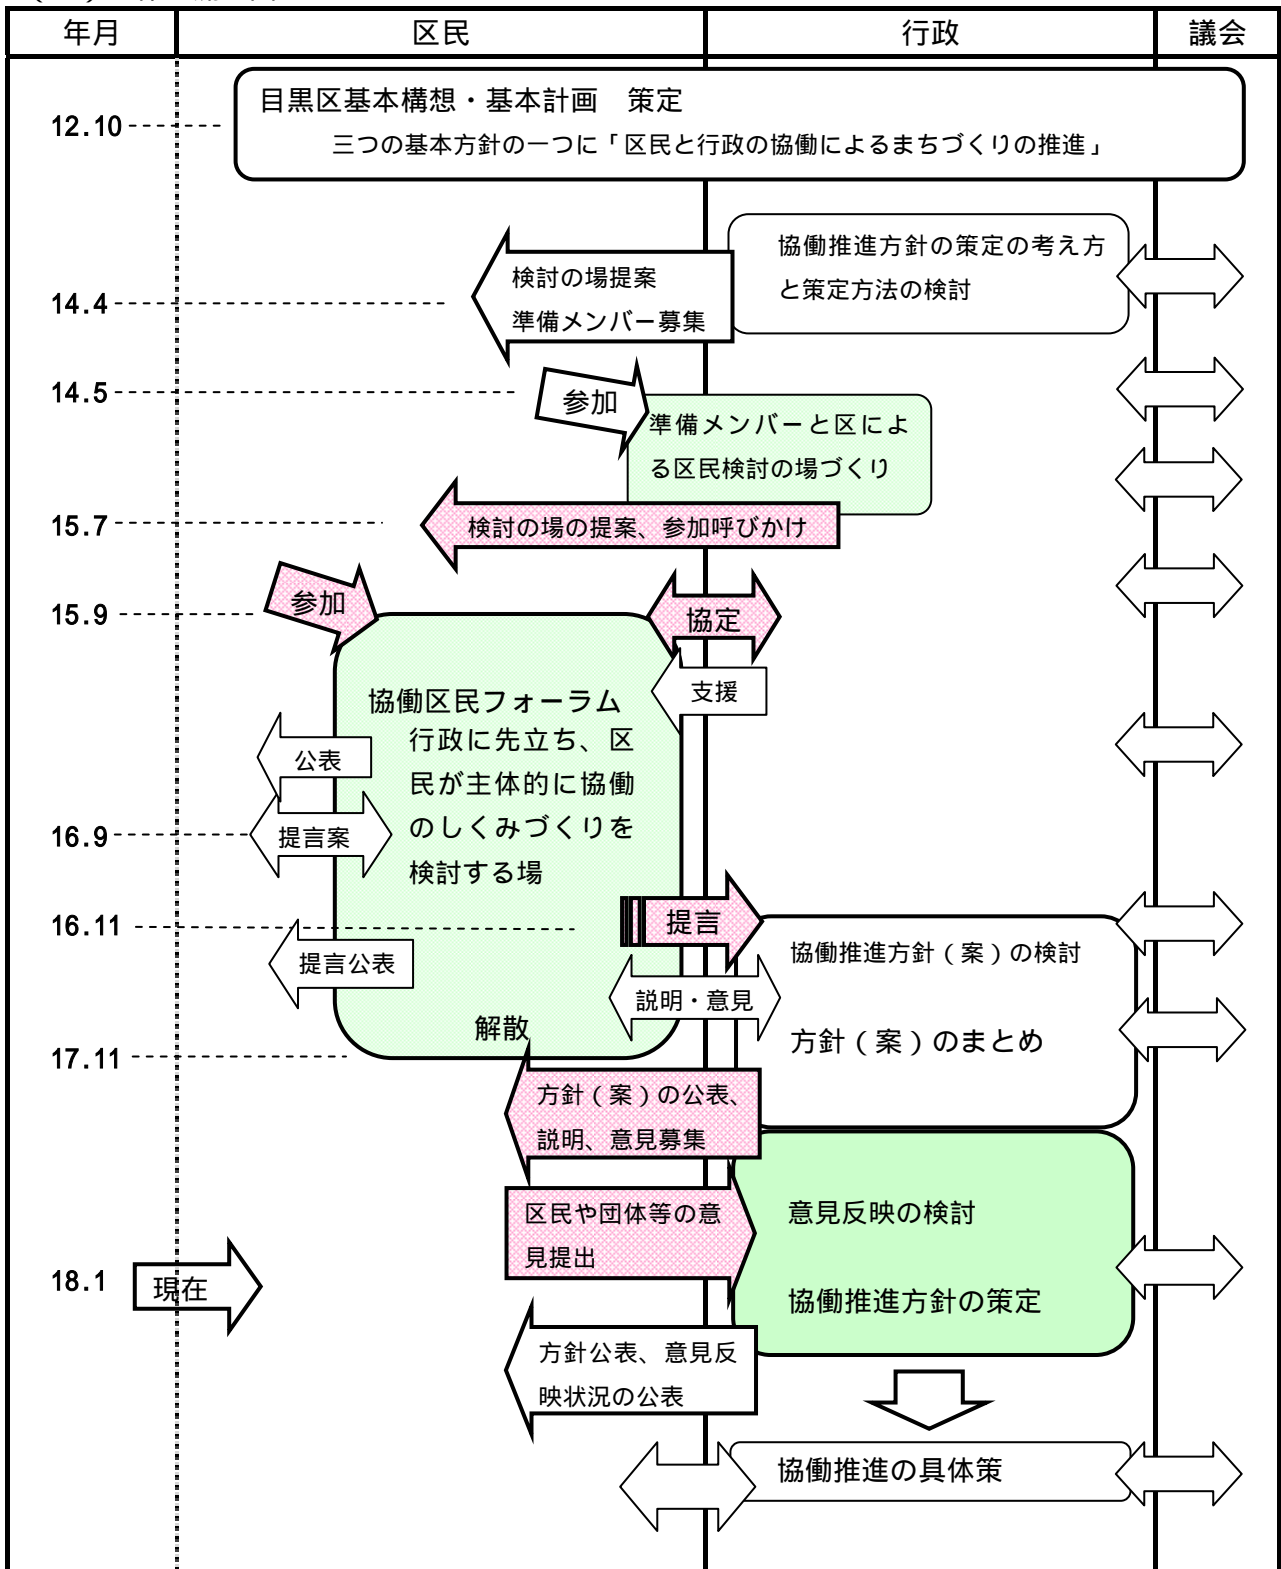 年月
区民
行政
議会
12.10
目黒区基本構想・基本計画　策定
三つの基本方針の一つに「区民と行政の協働によるまちづくりの推進」
協働推進方針の策定の考え方
と策定方法の検討
検討の場提案
準備メンバー募集
14.4
14.5
参加
準備メンバーと区によ
る区民検討の場づくり
15.7
検討の場の提案、参加呼びかけ
参加
15.9
協定
支援
協働区民フォーラム
行政に先立ち、区
民が主体的に協働
のしくみづくりを
検討する場
公表
16.9
提言案
16.11
提言
提言公表
協働推進方針（案）の検討
説明・意見
方針（案）のまとめ
解散
17.11
方針（案）の公表、
説明、意見募集
区民や団体等の意
見提出
意見反映の検討
協働推進方針の策定
18.1
現在
方針公表、意見反
映状況の公表
協働推進の具体策